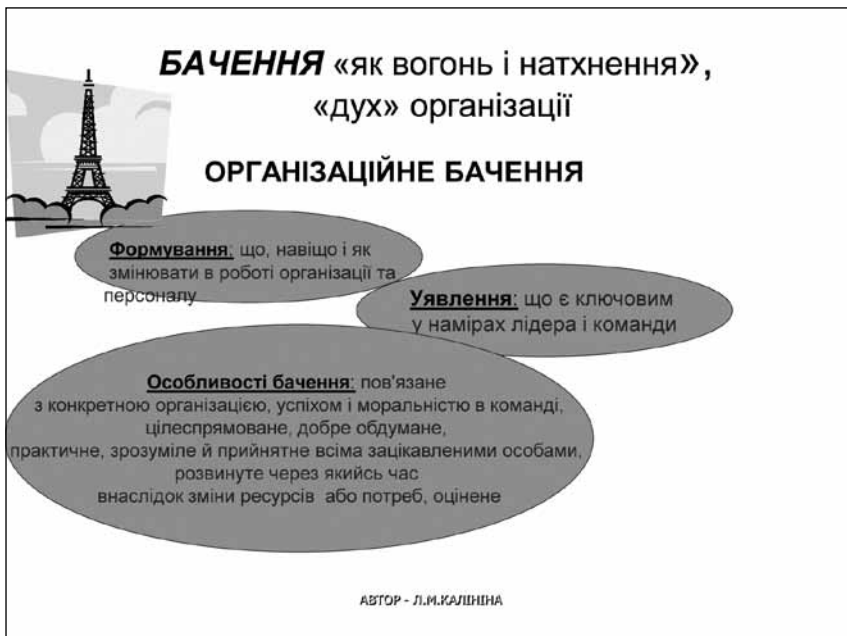 БАЧЕННЯ «як вогонь і натхнення»,
«дух» організації
ОРГАНІЗАЦІЙНЕ БАЧЕННЯ
Формування: що, навіщо і як
змінювати в роботі організації та
персоналу
Уявлення: що є ключовим
у намірах лідера і команди
Особливості бачення: пов'язане
з конкретною організацією, успіхом і моральністю в команді,
цілеспрямоване, добре обдумане,
практичне, зрозуміле й прийнятне всіма зацікавленими особами,
розвинуте через якийсь час
внаслідок зміни ресурсів або потреб, оцінене
АВТОР - Л.М.КАЛІНІНА